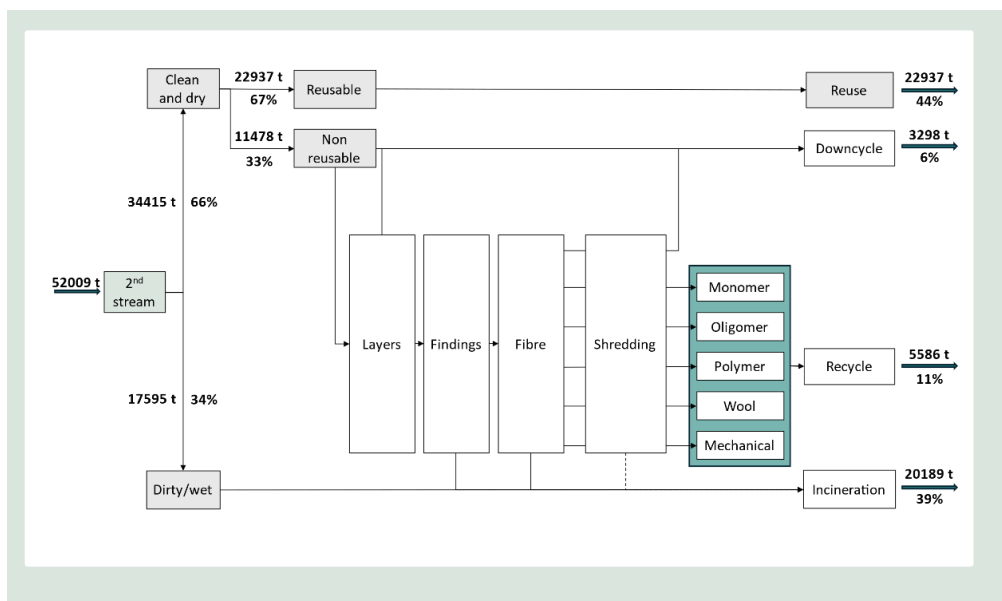 Clean
and dry
22937 t
67%
Reusable
Reuse
22937 t
44%
11478 t
33%
Non
reusable
Downcycle
3298 t
6%
34415 t
66%
52009 t
2nd
stream
Layers
Findings
Fibre
Shredding
Monomer
Oligomer
Polymer
Wool
Mechanical
Recycle
5586 t
11%
17595 t
34%
Dirty/wet
Incineration
20189 t
39%